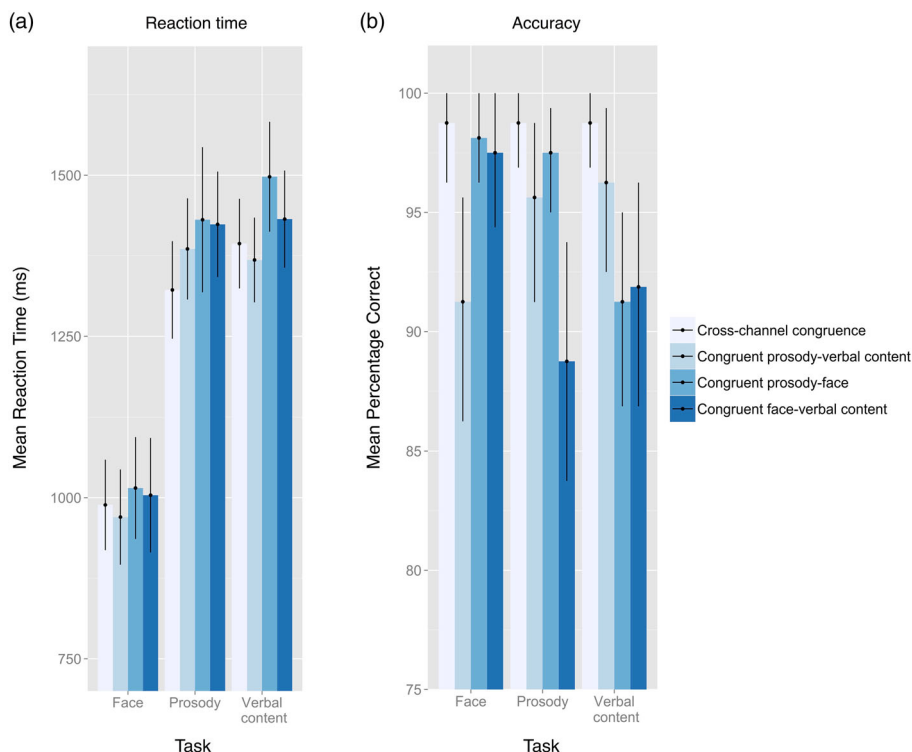 (a)
Reaction time
Mean Reaction Time (ms)
1500
1250
1000
750
Face
Prosody
Verbal
content
Task
(b)
Accuracy
Mean Percentage Correct
100
95
90
85
80
75
Face
Prosody
Verbal
content
Task
Cross-channel congruence
Congruent prosody-verbal content
Congruent prosody-face
Congruent face-verbal content